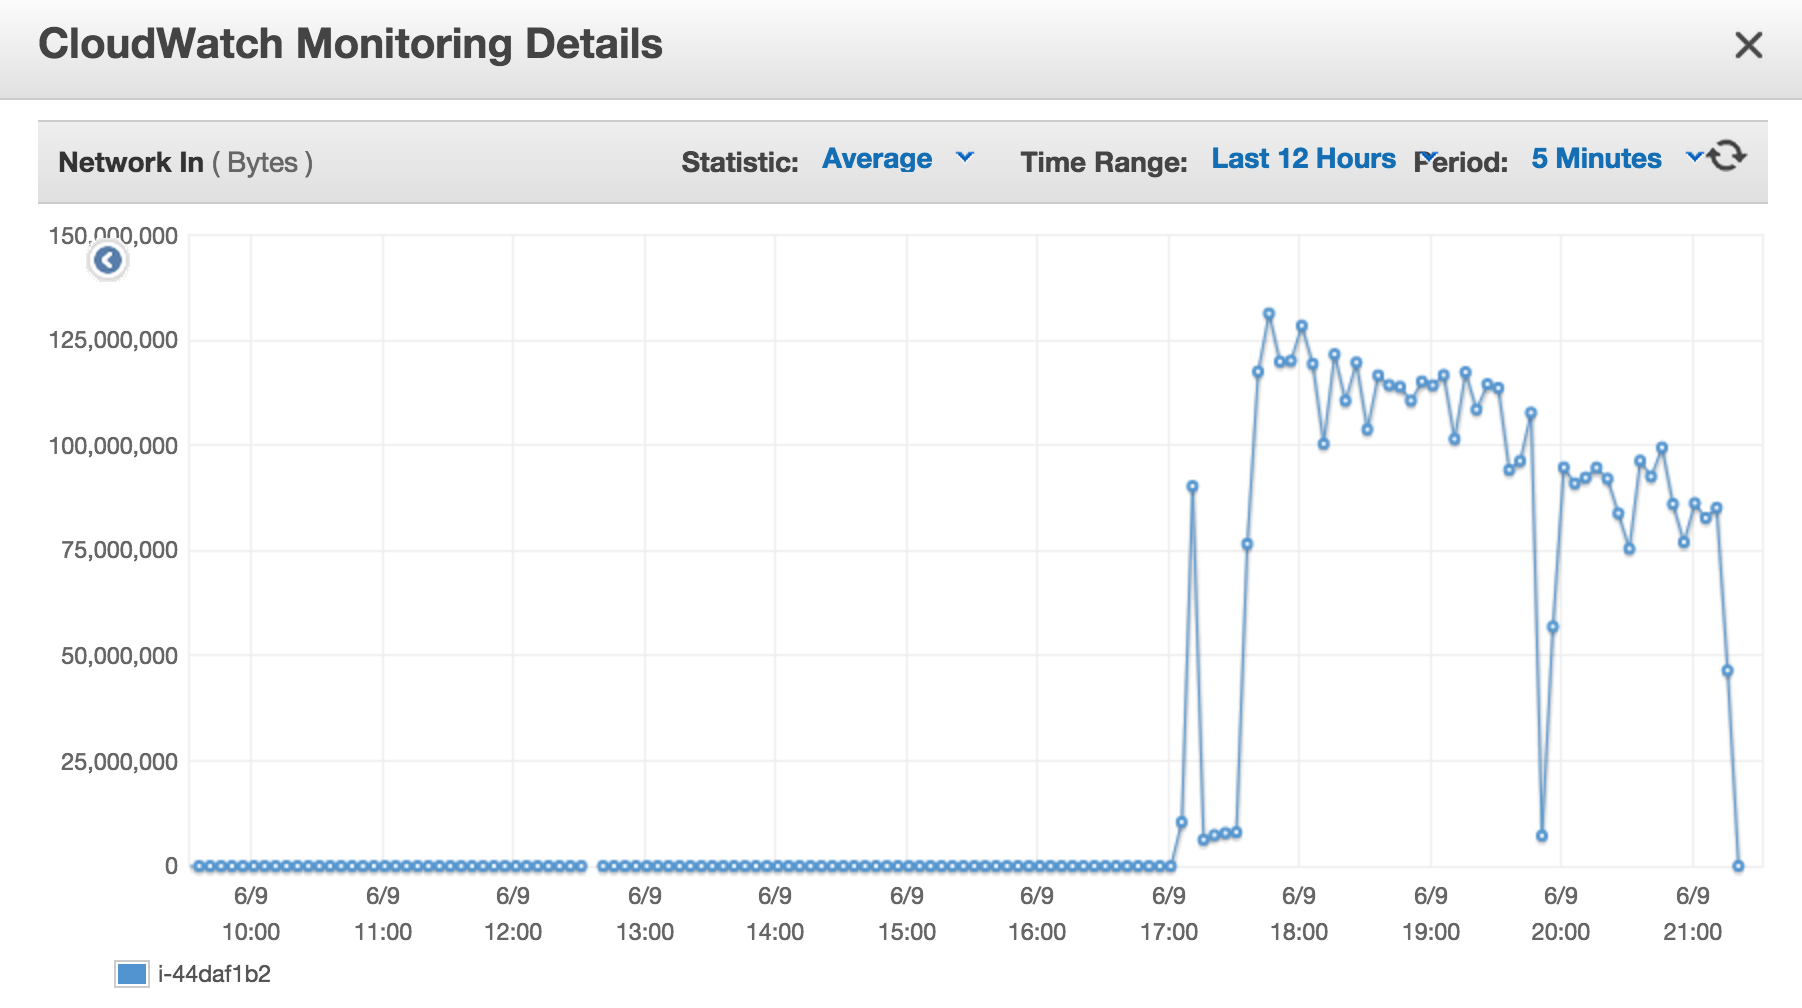 CloudWatch Monitoring Details
Network In ( Bytes ) Statistic: Average Time Range: Last 12 Hours Period: 5 Minutes
150,000,000
125,000,000
100,000,000
75,000,000
50,000,000
25,000,000
0
6/9 6/9 6/9 6/9 6/9 6/9 6/9 6/9 6/9 6/9 6/9 6/9
10:00 11:00 12:00 13:00 14:00 15:00 16:00 17:00 18:00 19:00 20:00 21:00
i-44daf1b2